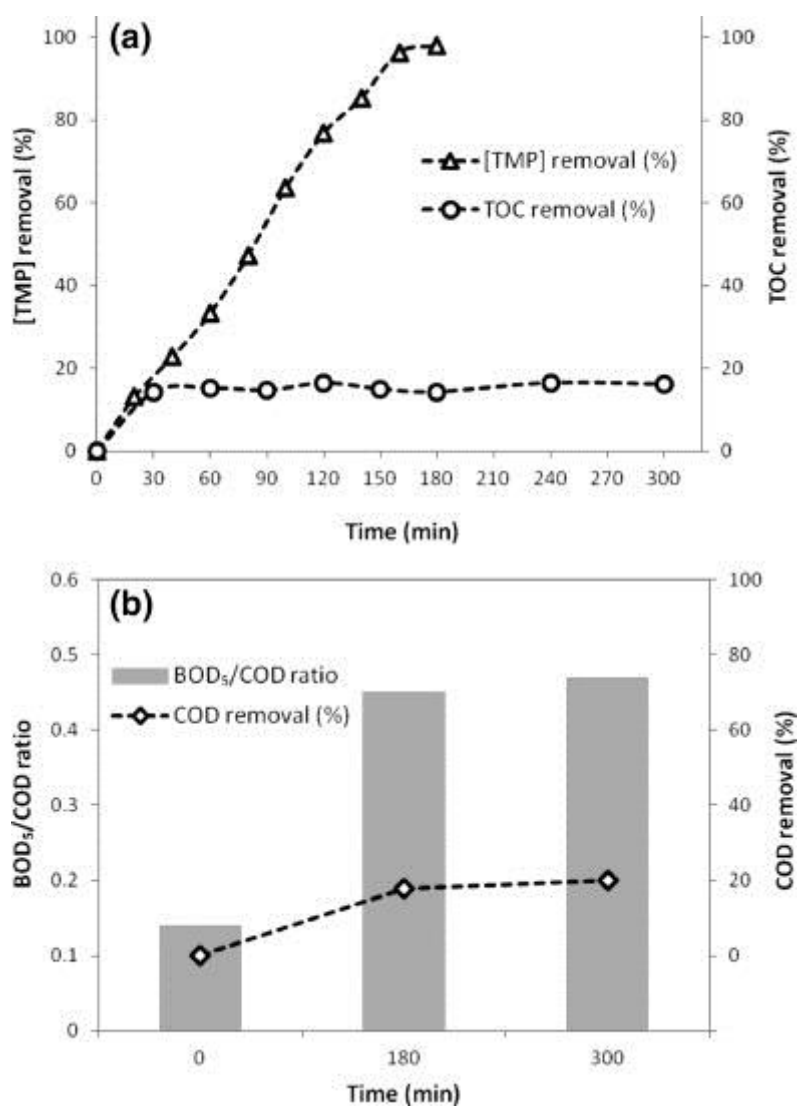 (a)
100
80
60
40
20
0
[TMP] removal (%)
[TMP] removal (%)
TOC removal (%)
100
80
60
40
20
0
TOC removal (%)
0 30 60 90 120 150 180 210 240 270 300
Time (min)
(b)
0.6
0.5
0.4
0.3
0.2
0.1
0
BOD₅/COD ratio
BOD₅/COD ratio
COD removal (%)
100
80
60
40
20
0
COD removal (%)
0 180 300
Time (min)